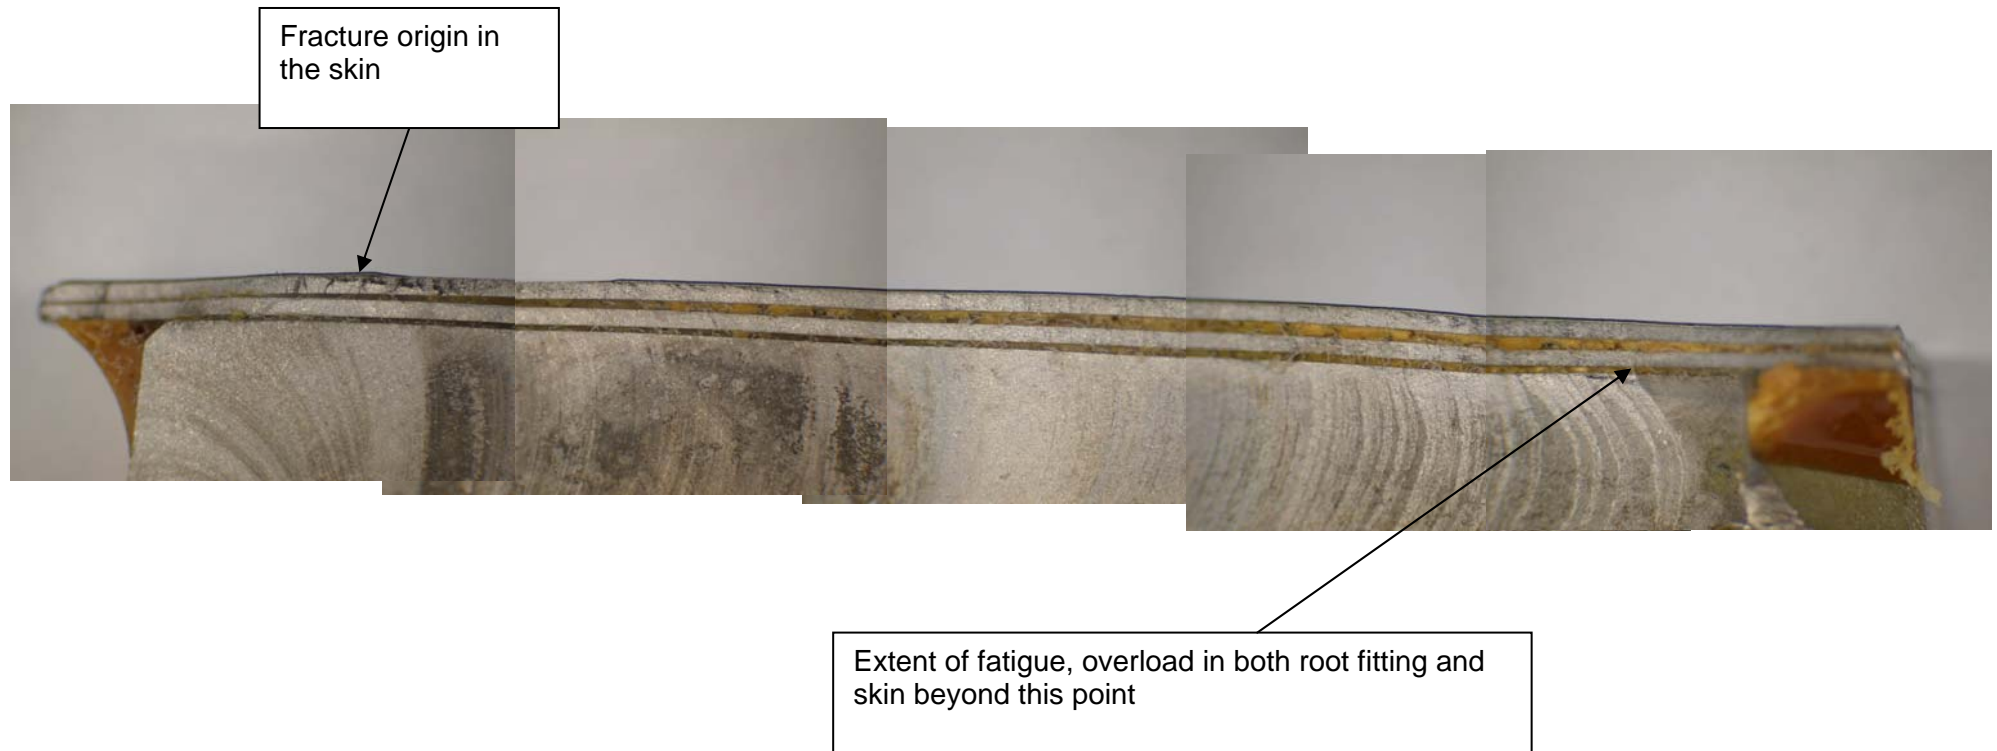 Fracture origin in
the skin
Extent of fatigue, overload in both root fitting and
skin beyond this point